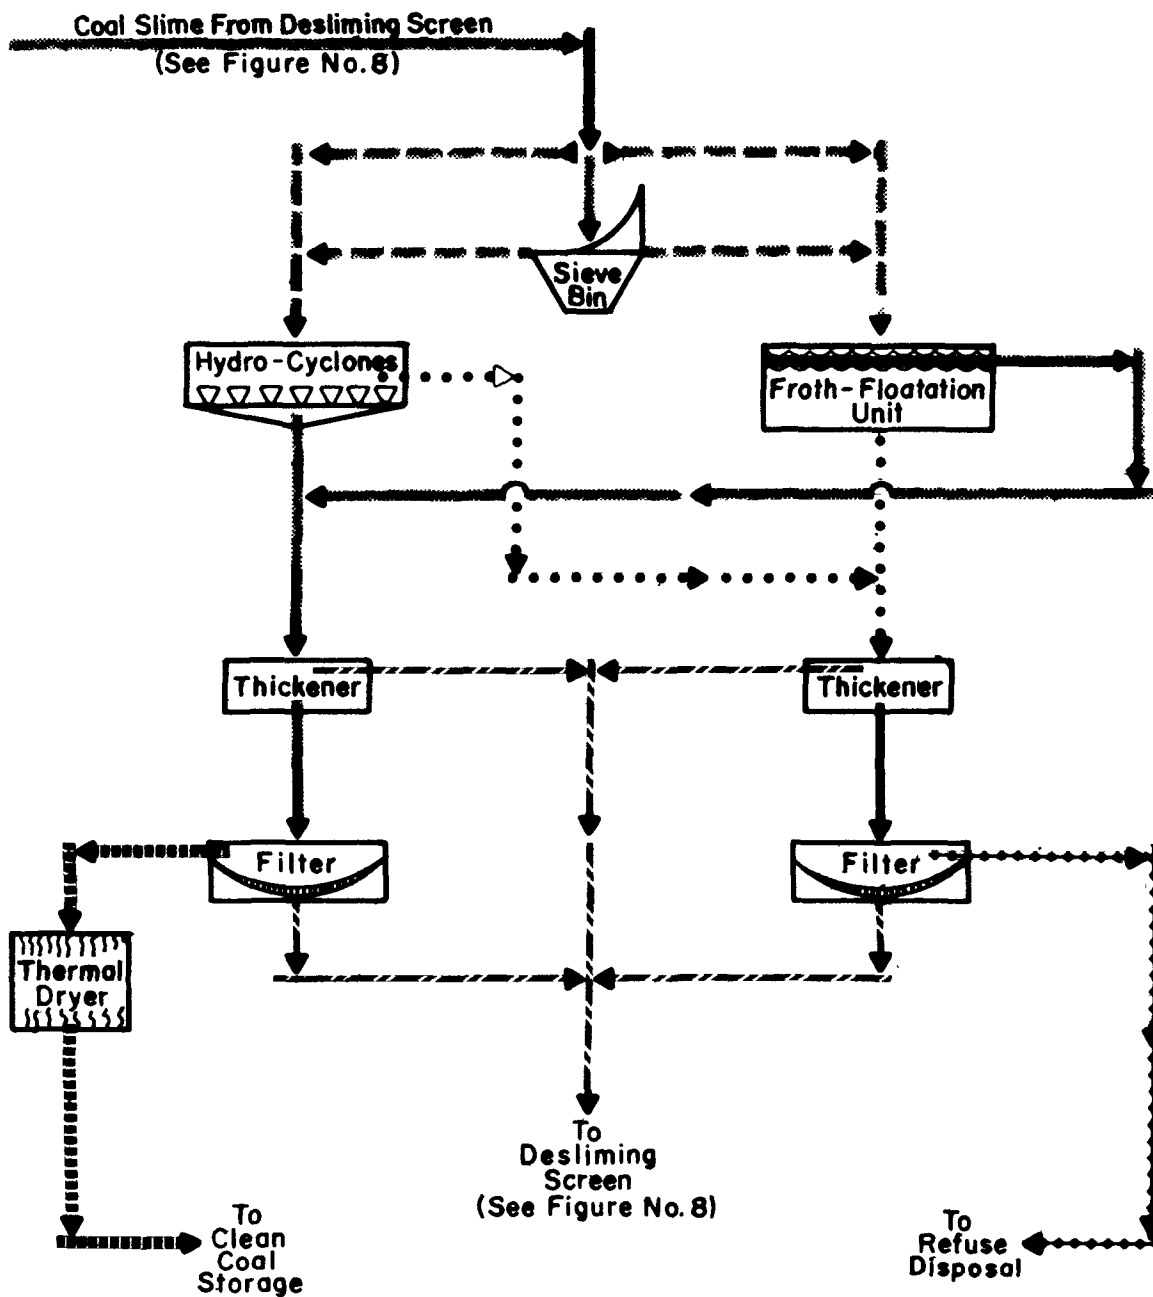 Coal Slime From Desliming Screen
(See Figure No. 8)
Sieve
Bin
Hydro-Cyclones
Froth-Floatation
Unit
Thickener
Thickener
Filter
Filter
Thermal
Dryer
To
Desliming
Screen
(See Figure No. 8)
To
Clean
Coal
Storage
To
Refuse
Disposal